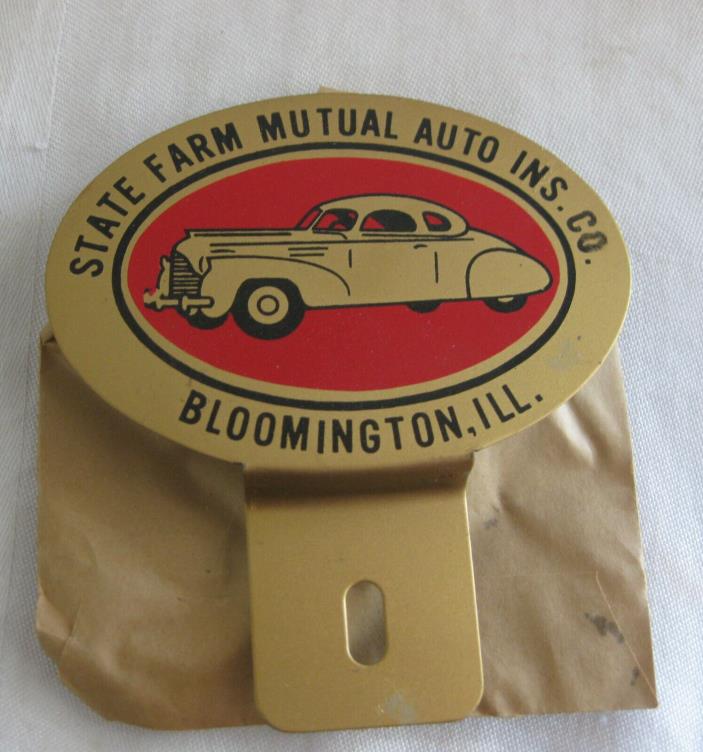 STATE FARM MUTUAL AUTO INS. CO.
BLOOMINGTON, ILL.